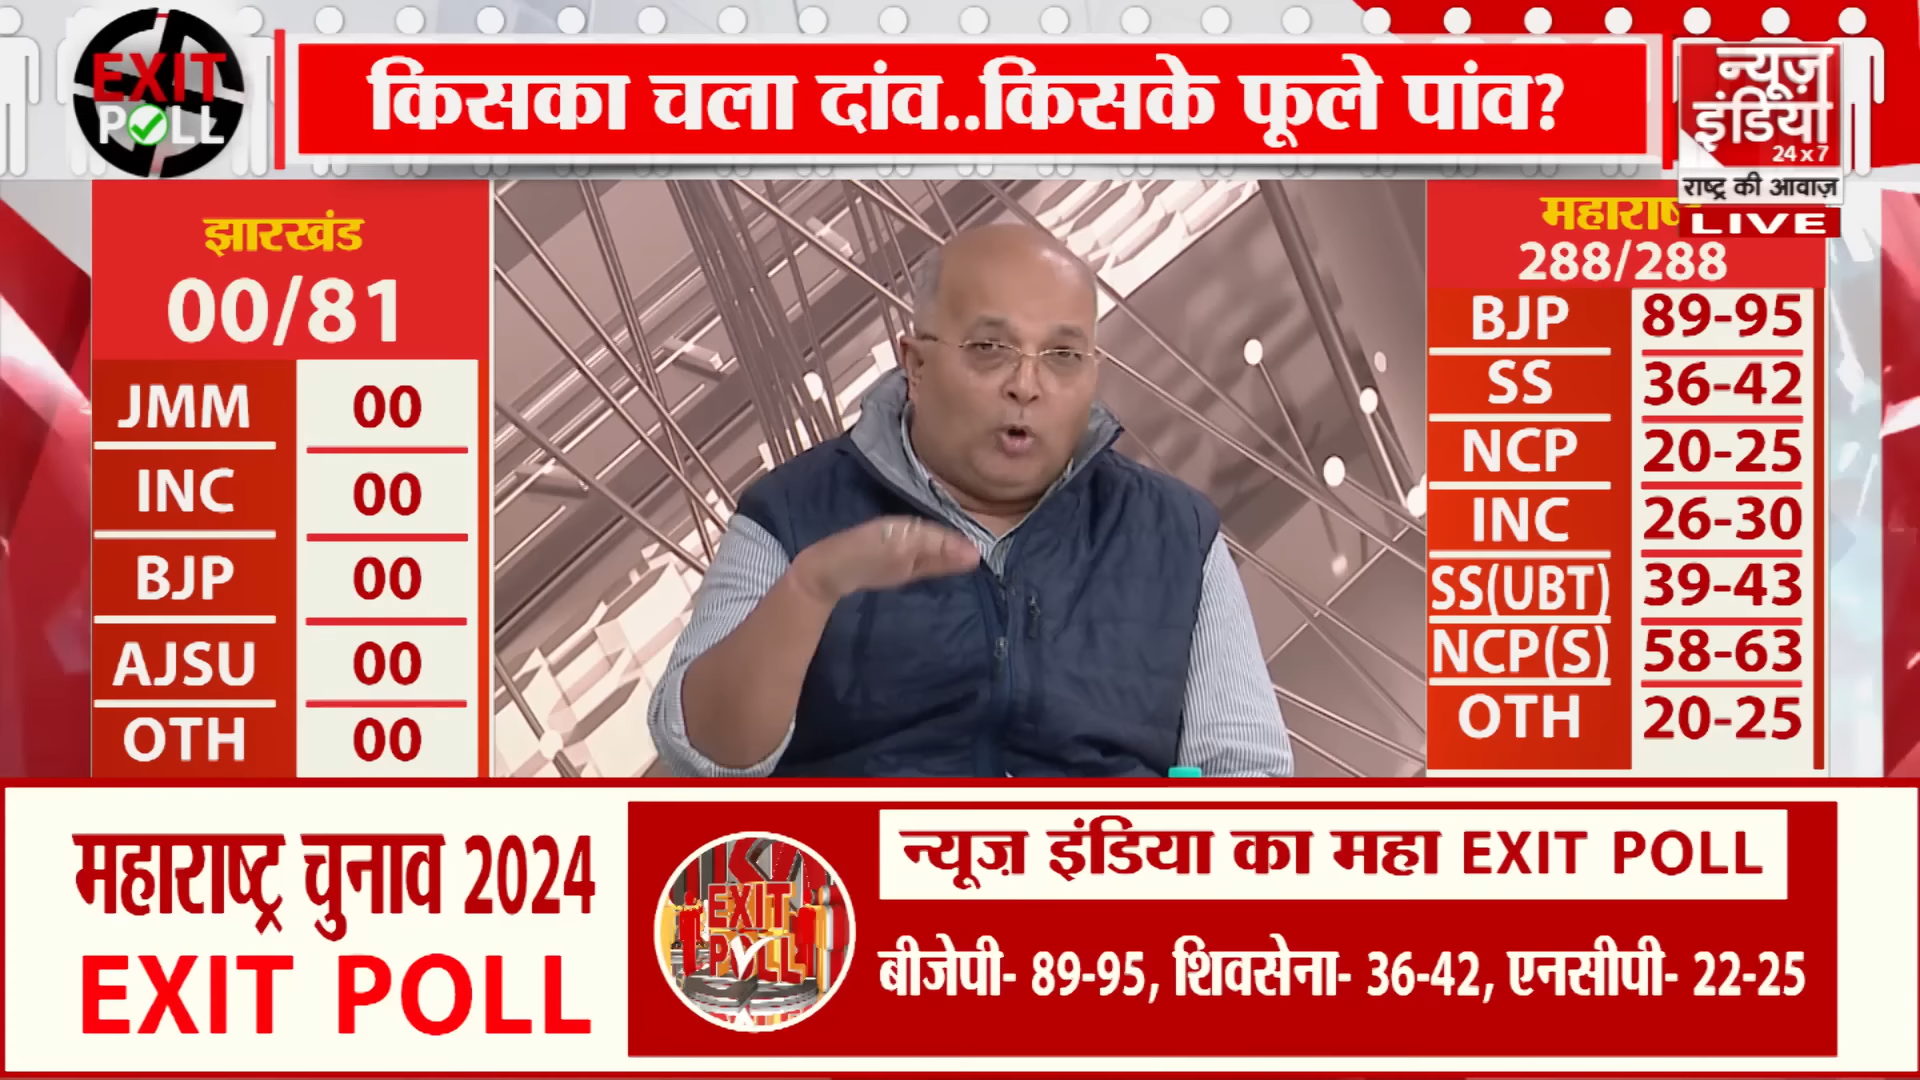 EXIT
POLL
किसका चला दांव..किसके फूले पांव?
न्यूज़
इंडिया
24x7
राष्ट्र की आवाज़
LIVE
झारखंड
00/81
JMM 00
INC 00
BJP 00
AJSU 00
OTH 00
288/288
BJP 89-95
SS 36-42
NCP 20-25
INC 26-30
SS(UBT) 39-43
NCP(S) 58-63
OTH 20-25
महाराष्ट्र चुनाव 2024
EXIT POLL
EXIT
POLL
न्यूज़ इंडिया का महा EXIT POLL
बीजेपी- 89-95, शिवसेना- 36-42, एनसीपी- 22-25